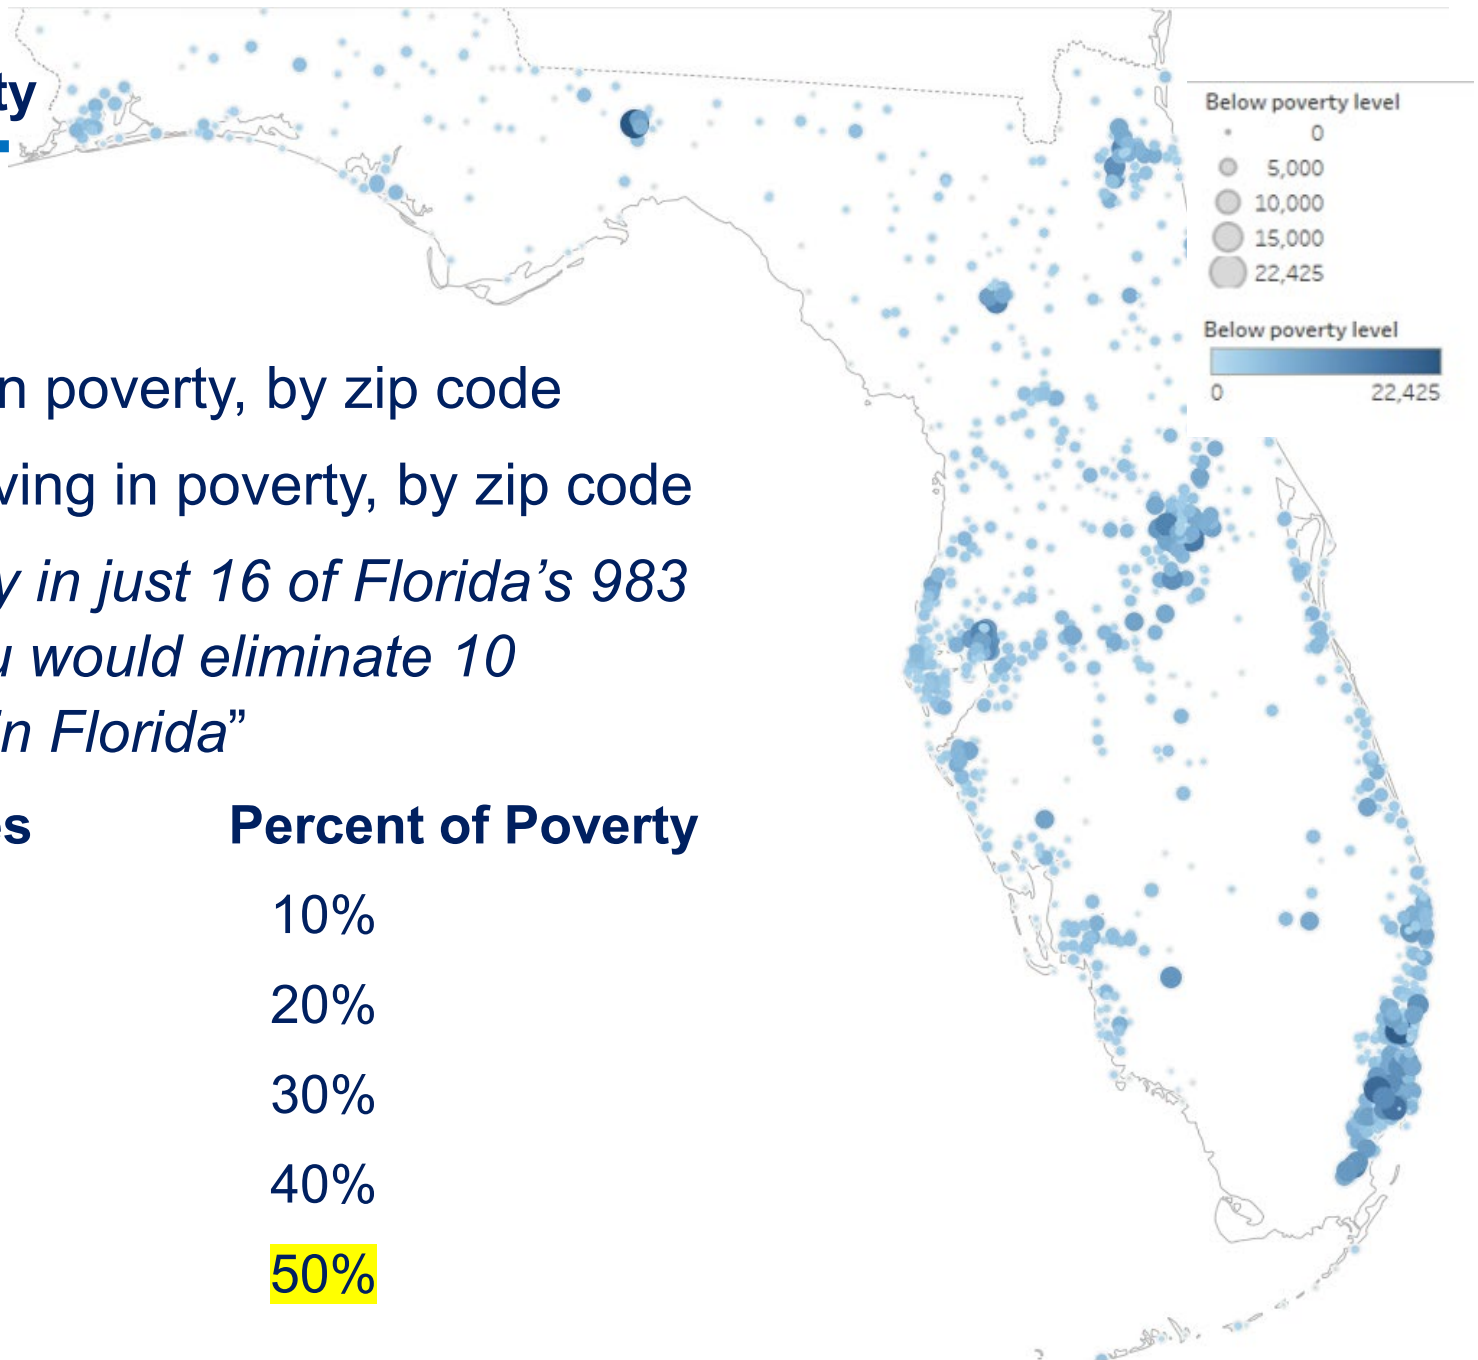 ty
n poverty, by zip code
ving in poverty, by zip code
y in just 16 of Florida’s 983
u would eliminate 10
in Florida”
es Percent of Poverty
10%
20%
30%
40%
50%
Below poverty level
0
5,000
10,000
15,000
22,425
Below poverty level
0 22,425